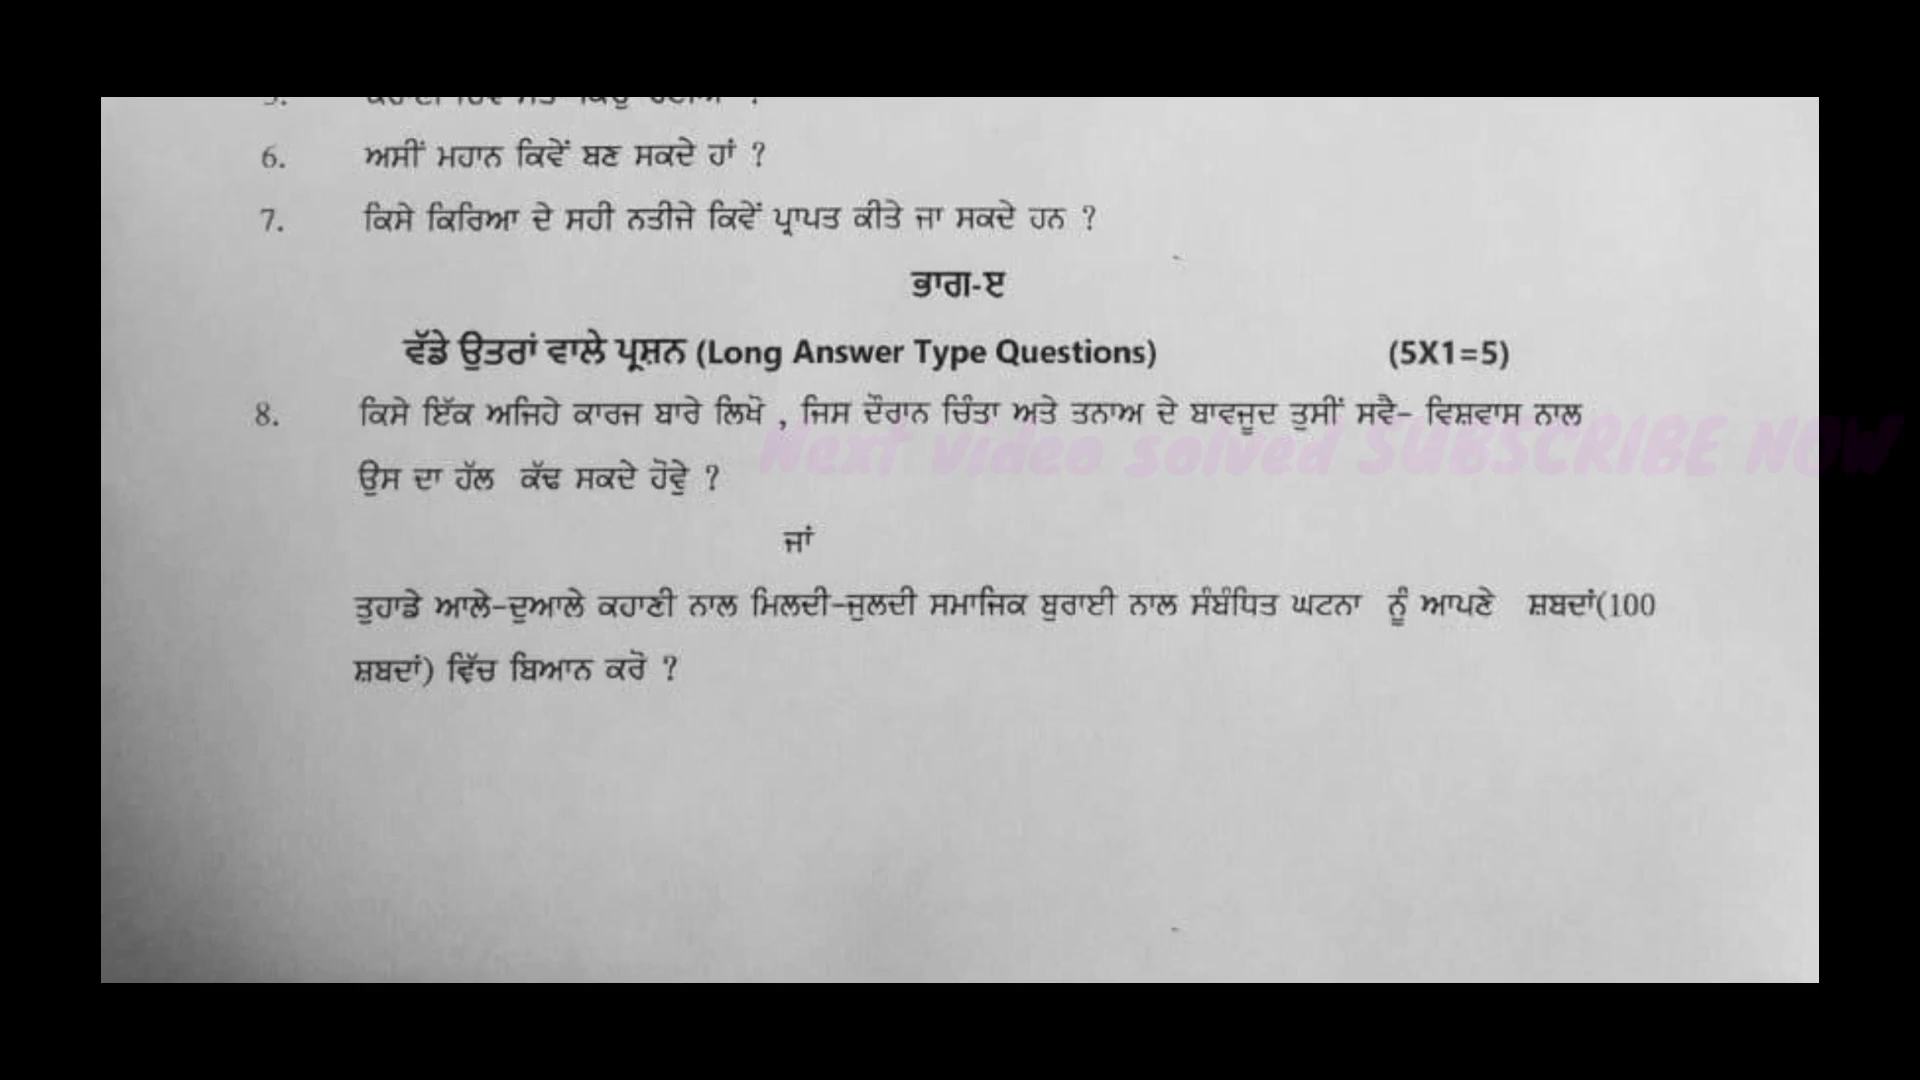 6. ਅਸੀਂ ਮਹਾਨ ਕਿਵੇਂ ਬਣ ਸਕਦੇ ਹਾਂ ?
7. ਕਿਸੇ ਕਿਰਿਆ ਦੇ ਸਹੀ ਨਤੀਜੇ ਕਿਵੇਂ ਪ੍ਰਾਪਤ ਕੀਤੇ ਜਾ ਸਕਦੇ ਹਨ ?
ਭਾਗ-ੲ
ਵੱਡੇ ਉਤਰਾਂ ਵਾਲੇ ਪ੍ਰਸ਼ਨ (Long Answer Type Questions) (5X1=5)
8. ਕਿਸੇ ਇੱਕ ਅਜਿਹੇ ਕਾਰਜ ਬਾਰੇ ਲਿਖੋ , ਜਿਸ ਦੌਰਾਨ ਚਿੰਤਾ ਅਤੇ ਤਨਾਅ ਦੇ ਬਾਵਜੂਦ ਤੁਸੀਂ ਸਵੈ- ਵਿਸ਼ਵਾਸ ਨਾਲ
Next video solved SUBSCRIBE NOW
ਉਸ ਦਾ ਹੱਲ ਕੱਢ ਸਕਦੇ ਹੋਵੋੁ ?
ਜਾਂ
ਤੁਹਾਡੇ ਆਲੇ-ਦੁਆਲੇ ਕਹਾਣੀ ਨਾਲ ਮਿਲਦੀ-ਜੁਲਦੀ ਸਮਾਜਿਕ ਬੁਰਾਈ ਨਾਲ ਸੰਬੰਧਿਤ ਘਟਨਾ ਨੂੰ ਆਪਣੇ ਸ਼ਬਦਾਂ(100
ਸ਼ਬਦਾਂ) ਵਿੱਚ ਬਿਆਨ ਕਰੋ ?